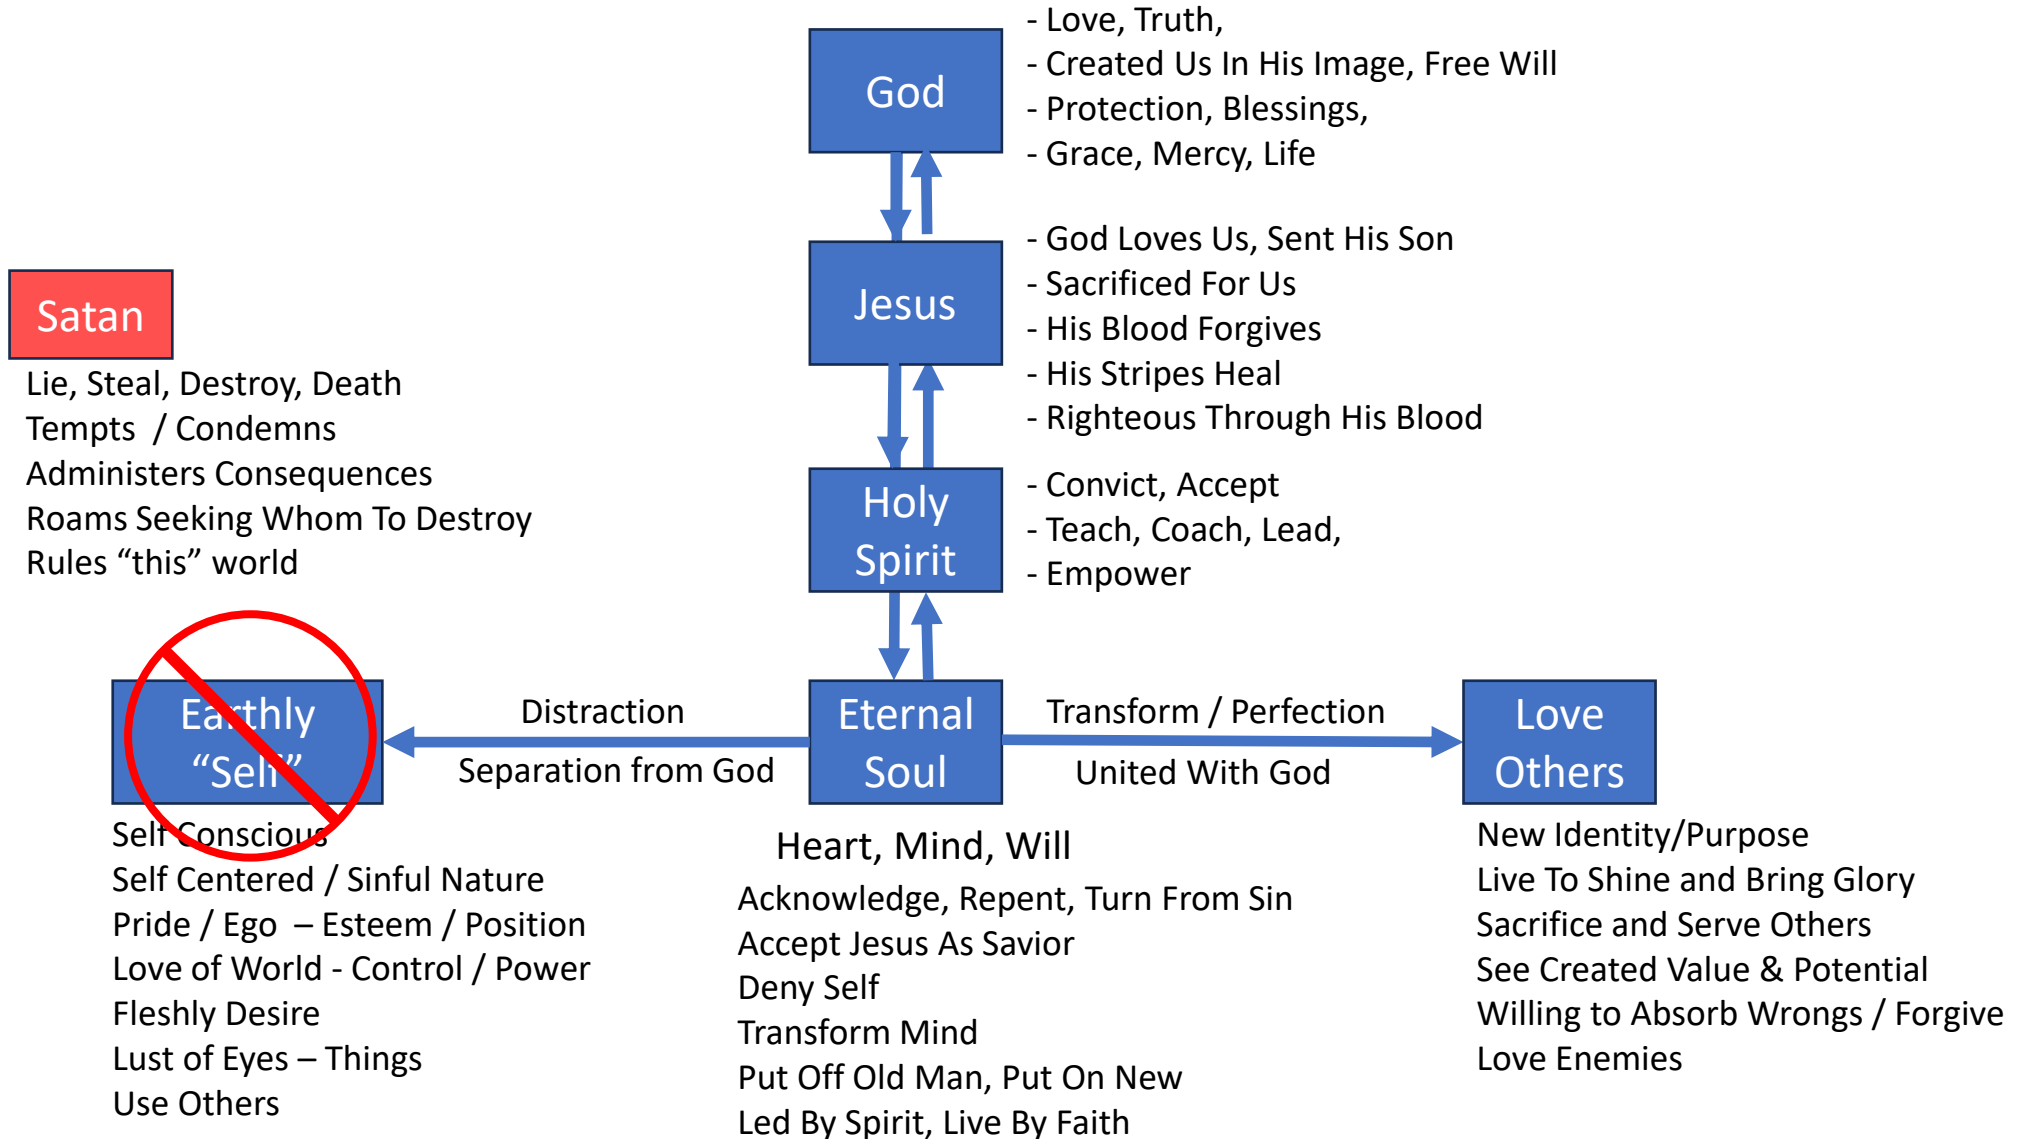 God
- Love, Truth,
- Created Us In His Image, Free Will
- Protection, Blessings,
- Grace, Mercy, Life
Jesus
- God Loves Us, Sent His Son
- Sacrificed For Us
- His Blood Forgives
- His Stripes Heal
- Righteous Through His Blood
Satan
Lie, Steal, Destroy, Death
Tempts  / Condemns
Administers Consequences
Roams Seeking Whom To Destroy
Rules “this” world
Holy
Spirit
- Convict, Accept
- Teach, Coach, Lead,
- Empower
Earthly
“Self”
Distraction
Separation from God
Eternal
Soul
Transform / Perfection
United With God
Love
Others
Self Conscious
Self Centered / Sinful Nature
Pride / Ego  – Esteem / Position
Love of World - Control / Power
Fleshly Desire
Lust of Eyes – Things
Use Others
Heart, Mind, Will
Acknowledge, Repent, Turn From Sin
Accept Jesus As Savior
Deny Self
Transform Mind
Put Off Old Man, Put On New
Led By Spirit, Live By Faith
New Identity/Purpose
Live To Shine and Bring Glory
Sacrifice and Serve Others
See Created Value & Potential
Willing to Absorb Wrongs / Forgive
Love Enemies